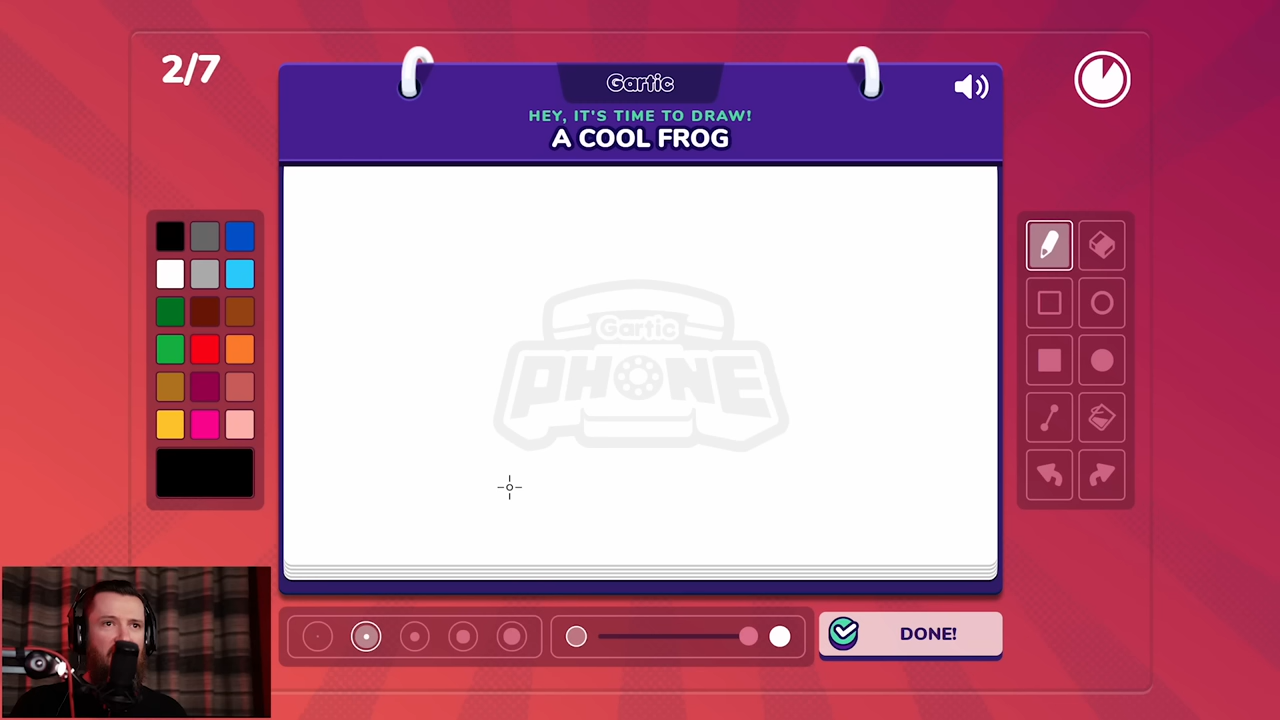 2/7
Gartic
HEY, IT'S TIME TO DRAW!
A COOL FROG
Gartic
PHONE
DONE!